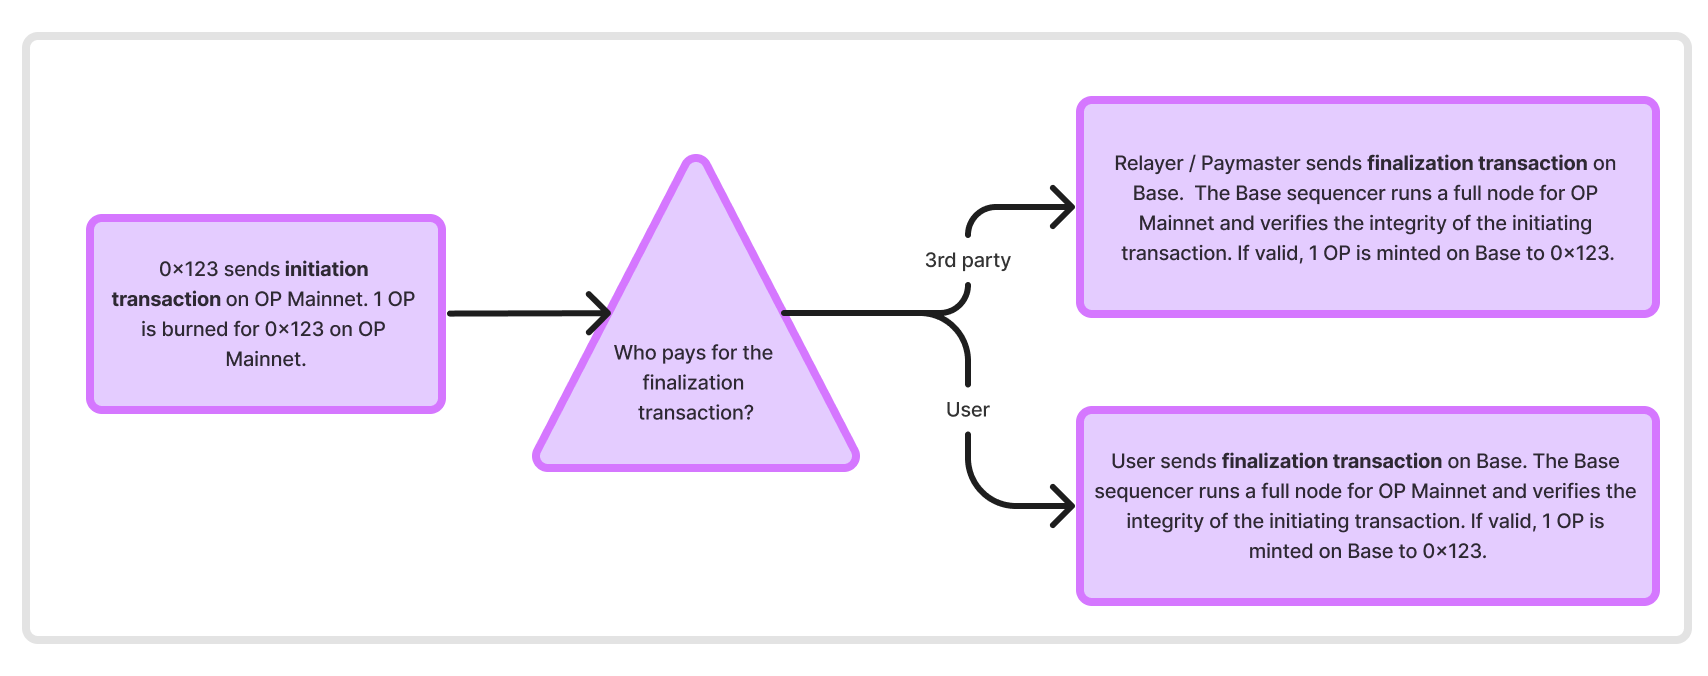 0×123 sends initiation
transaction on OP Mainnet. 1 OP
is burned for 0×123 on OP
Mainnet.
Who pays for the
finalization
transaction?
3rd party
User
Relayer / Paymaster sends finalization transaction on
Base.  The Base sequencer runs a full node for OP
Mainnet and verifies the integrity of the initiating
transaction. If valid, 1 OP is minted on Base to 0×123.
User sends finalization transaction on Base. The Base
sequencer runs a full node for OP Mainnet and verifies the
integrity of the initiating transaction. If valid, 1 OP is
minted on Base to 0×123.